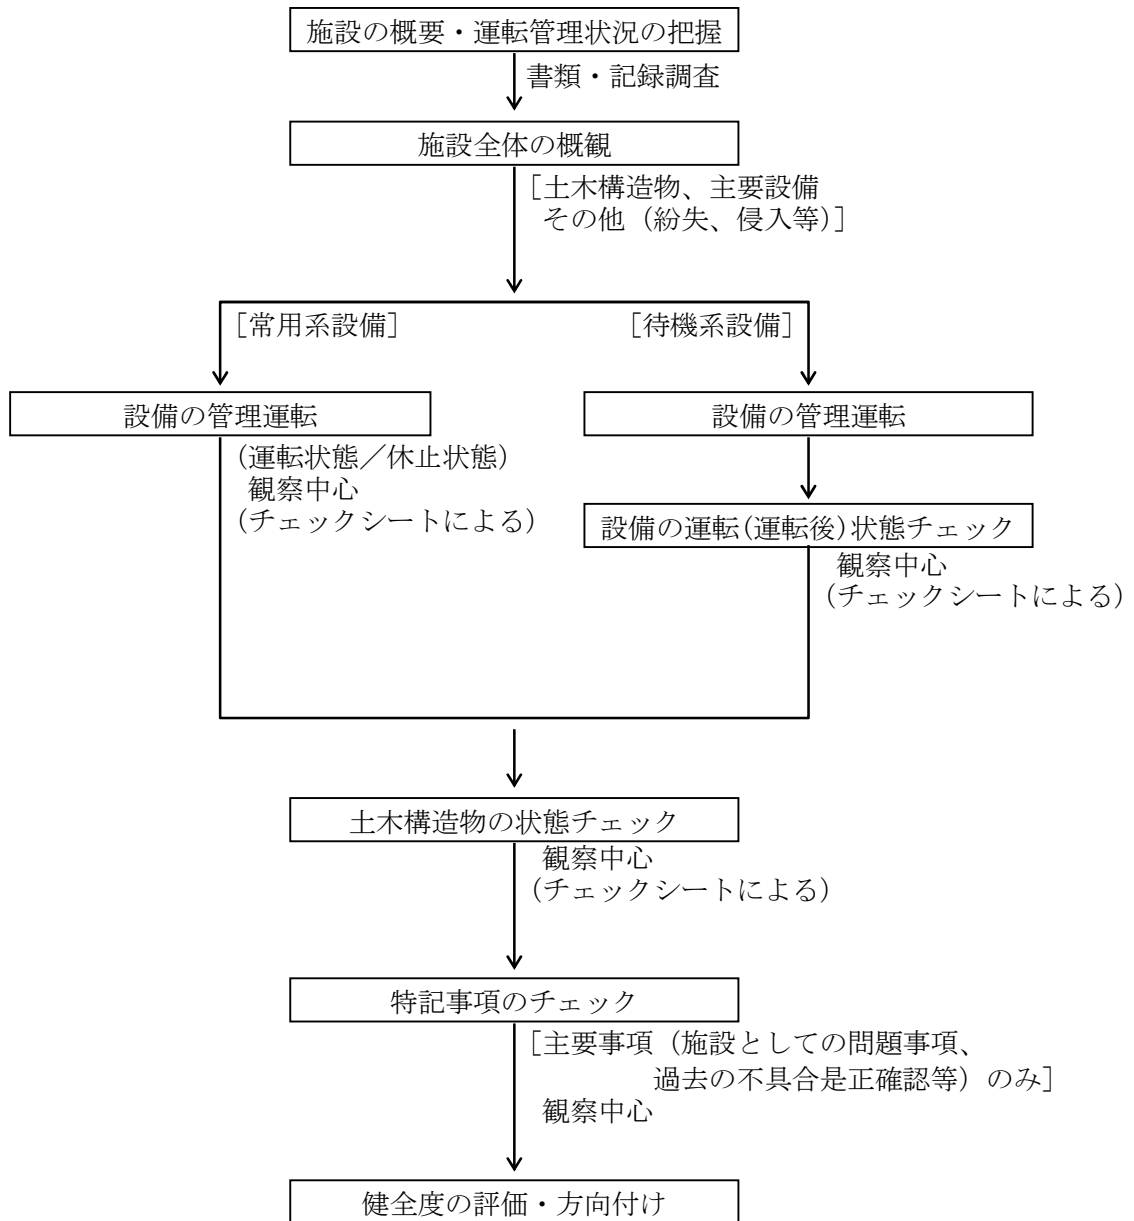 施設の概要・運転管理状況の把握
書類・記録調査
施設全体の概観
[土木構造物、主要設備
その他（紛失、侵入等）]
[常用系設備]
[待機系設備]
設備の管理運転
(運転状態／休止状態)
観察中心
(チェックシートによる)
設備の管理運転
設備の運転(運転後)状態チェック
観察中心
(チェックシートによる)
土木構造物の状態チェック
観察中心
(チェックシートによる)
特記事項のチェック
[主要事項（施設としての問題事項、
過去の不具合是正確認等）のみ]
観察中心
健全度の評価・方向付け